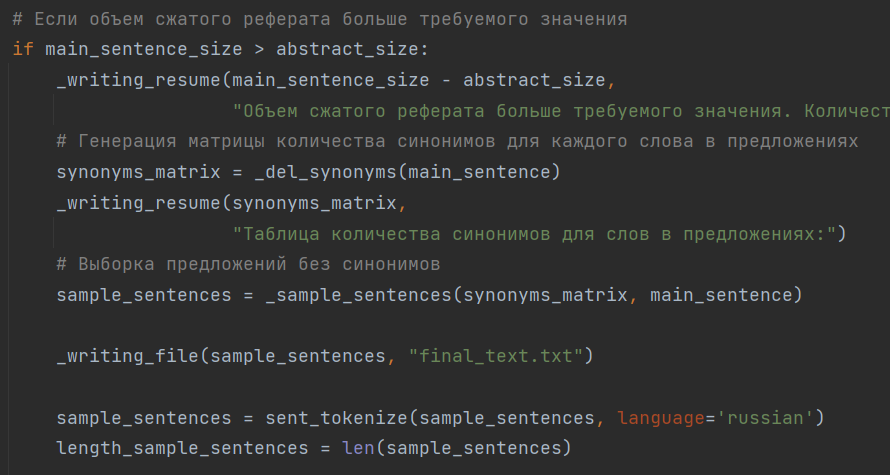 # Если объем сжатого реферата больше требуемого значения
if main_sentence_size > abstract_size:
    _writing_resume(main_sentence_size - abstract_size,
                    "Объем сжатого реферата больше требуемого значения.
    # Генерация матрицы количества синонимов для каждого слова в предложениях
    synonyms_matrix = _del_synonyms(main_sentence)
    _writing_resume(synonyms_matrix,
                    "Таблица количества синонимов для слов в предложениях:")
    # Выборка предложений без синонимов
    sample_sentences = _sample_sentences(synonyms_matrix, main_sentence)
    _writing_file(sample_sentences, "final_text.txt")
    sample_sentences = sent_tokenize(sample_sentences, language='russian')
    length_sample_sentences = len(sample_sentences)